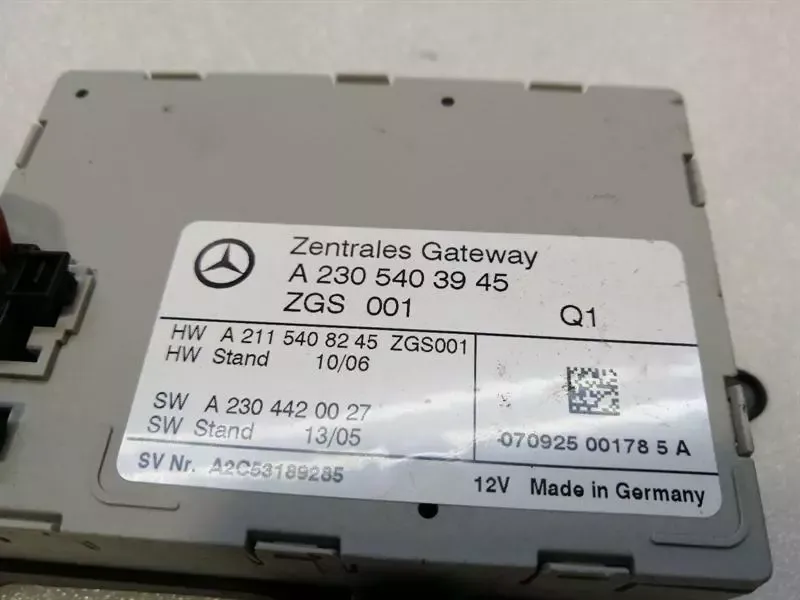 Zentrales Gateway
A 230 540 39 45
ZGS 001 Q1
HW A 211 540 82 45 ZGS001
HW Stand 10/06
SW A 230 442 00 27
SW Stand 13/05
070925 00178 5 A
SV Nr. A2C53189285
12V Made in Germany